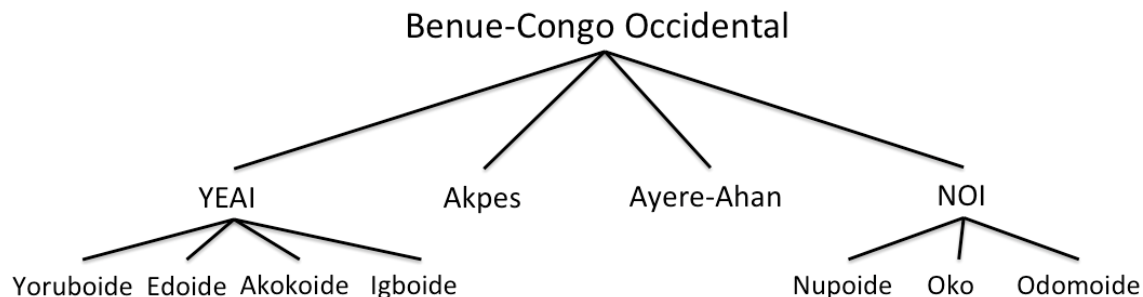 Benue-Congo Occidental
YEAI Akpes Ayere-Ahan NOI
Yoruboide Edoide Akokoide Igboide Nupoide Oko Odomoide